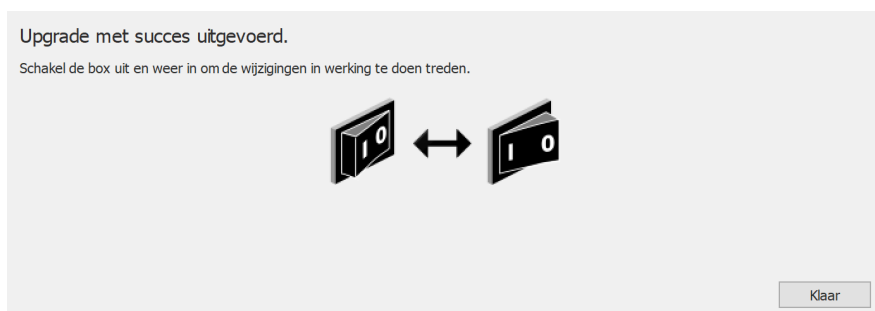 Upgrade met succes uitgevoerd.
Schakel de box uit en weer in om de wijzigingen in werking te doen treden.
I 0 I 0
Klaar